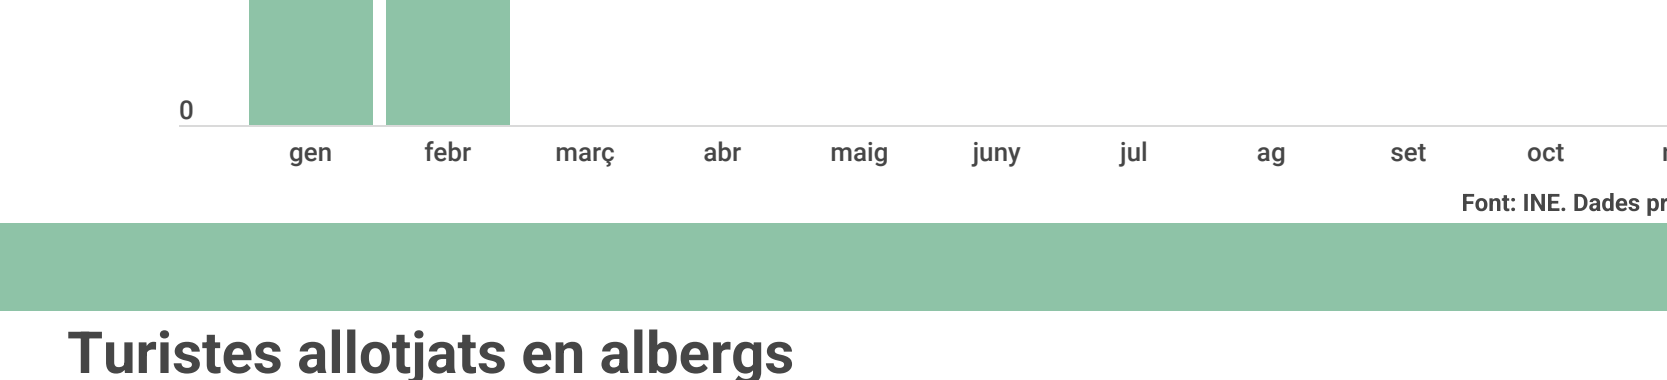 0
gen febr març abr maig juny jul ag set oct
Font: INE. Dades
Turistes allotjats en albergs